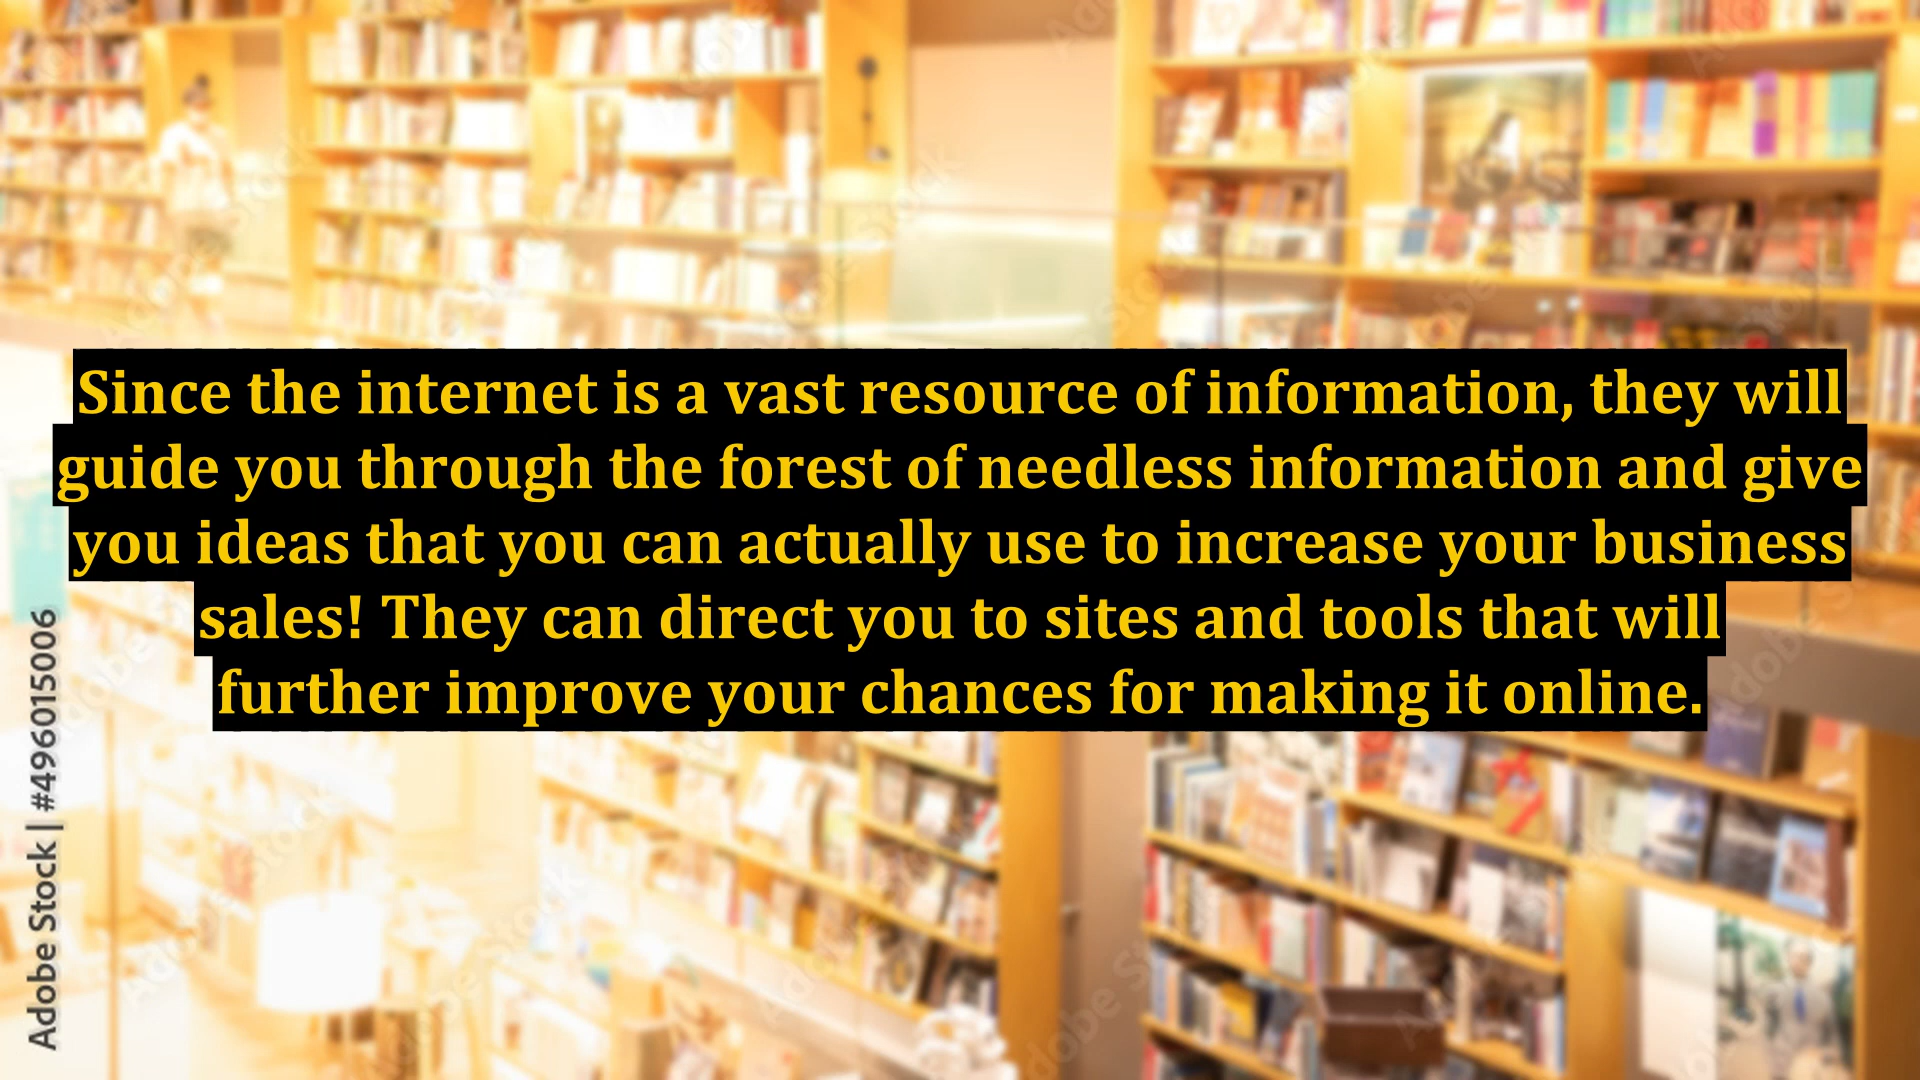 Since the internet is a vast resource of information, they will
guide you through the forest of needless information and give
you ideas that you can actually use to increase your business
sales! They can direct you to sites and tools that will
further improve your chances for making it online.
Adobe Stock | #496015006